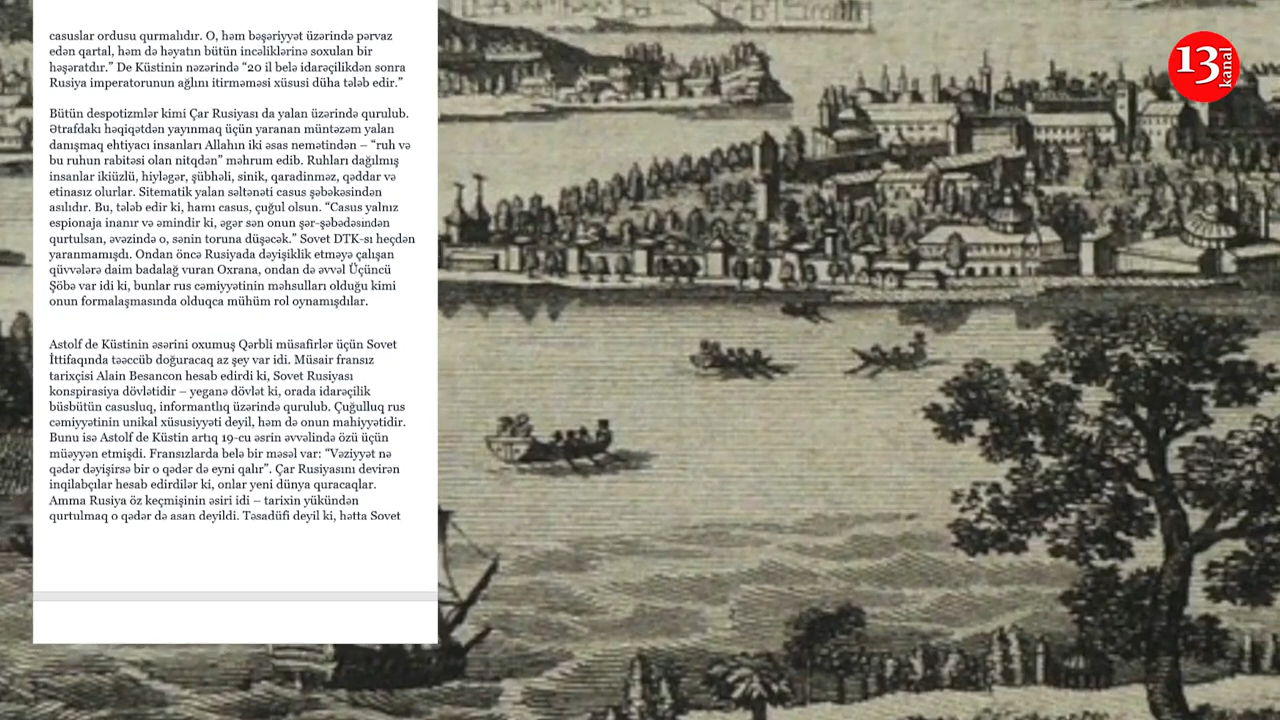 casuslar ordusu qurmalıdır. O, həm bəşəriyyət üzərində pərvaz
edən qartal, həm də həyatın bütün incəliklərinə soxulan bir
həşəratdır.” De Küstinin nəzərində “20 il belə idarəçilikdən sonra
Rusiya imperatorunun ağlını itirməməsi xüsusi düha tələb edir.”
Bütün despotizmlər kimi Çar Rusiyası da yalan üzərində qurulub.
Ətrafdakı həqiqətdən yayınmaq üçün yaranan müntəzəm yalan
danışmaq ehtiyacı insanları Allahın iki əsas nemətindən – “ruh və
bu ruhun rabitəsi olan nitqdən” məhrum edib. Ruhları dağılmış
insanlar ikiüzlü, hiyləgər, şübhəli, sinik, qaradinməz, qəddar və
etinasız olurlar. Sitematik yalan səltənəti casus şəbəkəsindən
asılıdır. Bu, tələb edir ki, hamı casus, çuğul olsun. “Casus yalnız
espionaja inanır və əmindir ki, əgər sən onun şər-şəbədəsindən
qurtulsan, əvəzində o, sənin toruna düşəcək.” Sovet DTK-sı heçdən
yaranmamışdı. Ondan öncə Rusiyada dəyişiklik etməyə çalışan
qüvvələrə daim badalağ vuran Oxrana, ondan də əvvəl Üçüncü
Şöbə var idi ki, bunlar rus cəmiyyətinin məhsulları olduğu kimi
onun formalaşmasında olduqca mühüm rol oynamışdılar.
Astolf de Küstinin əsərini oxumuş Qərbli müsafirlər üçün Sovet
İttifaqında təəccüb doğuracaq az şey var idi. Müsair fransız
tarixçisi Alain Besancon hesab edirdi ki, Sovet Rusiyası
konspirasiya dövlətidir – yeganə dövlət ki, orada idarəçilik
büsbütün casusluq, informantlıq üzərində qurulub. Çuğulluq rus
cəmiyyətinin unikal xüsusiyyəti deyil, həm də onun mahiyyətidir.
Bunu isə Astolf de Küstin artıq 19-cu əsrin əvvəlində özü üçün
müəyyən etmişdi. Fransızlarda belə bir məsəl var: “Vəziyyət nə
qədər dəyişirsə bir o qədər də eyni qalır”. Çar Rusiyasını devirən
inqilabçılar hesab edirdilər ki, onlar yeni dünya quracaqlar.
Amma Rusiya öz keçmişinin əsiri idi – tarixin yükündən
qurtulmaq o qədər də asan deyildi. Təsadüfi deyil ki, hətta Sovet
13 kanal